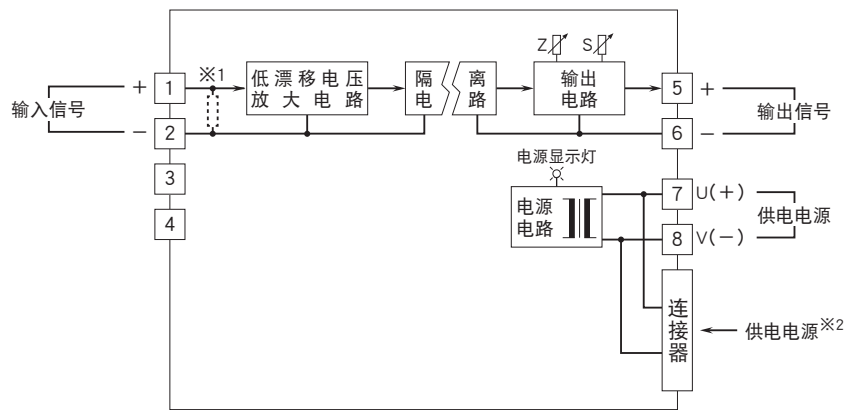 Z S
※1
低漂移电压
放大电路
隔 离
电 路
输出
电路
输入信号
+ 1
− 2
3
4
5 +
6 −
输出信号
电源显示灯
电源
电路
7 U(+)
8 V(−)
供电电源
连
接
器
供电电源※2